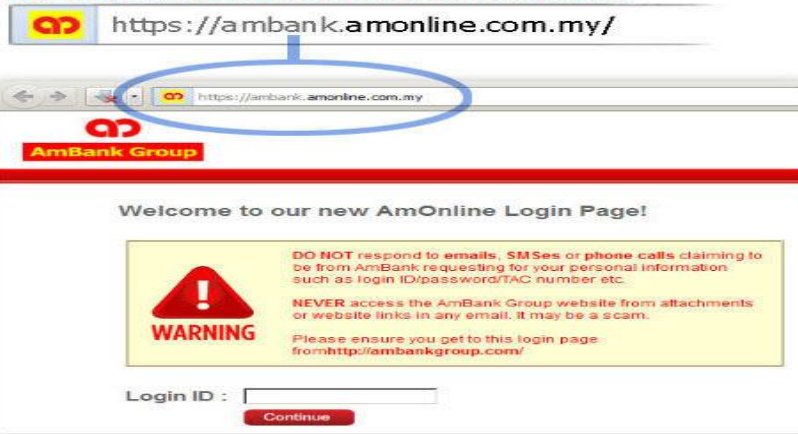 https://ambank.amonline.com.my/
https://ambank.amonline.com.my
AmBank Group
Welcome to our new AmOnline Login Page!
DO NOT respond to emails, SMSes or phone calls claiming to
be from AmBank requesting for your personal information
such as login ID/password/TAC number etc.
NEVER access the AmBank Group website from attachments
or website links in any email. It may be a scam.
WARNING
Please ensure you get to this login page
fromhttp://ambankgroup.com/
Login ID :
Continue